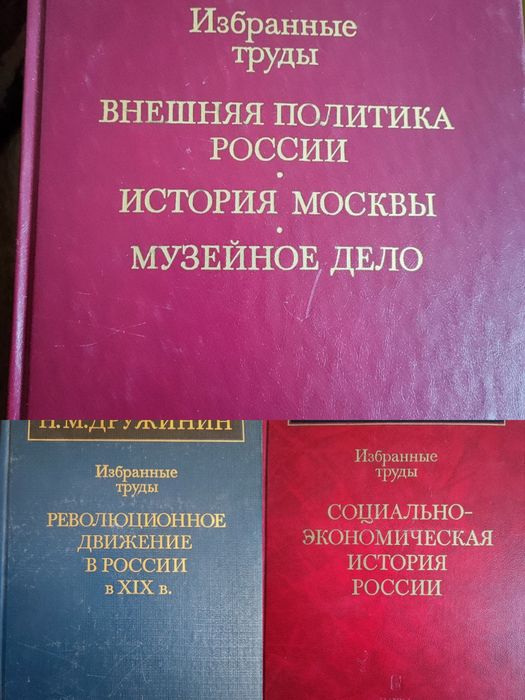 Избранные
труды
ВНЕШНЯЯ ПОЛИТИКА
РОССИИ
•
ИСТОРИЯ МОСКВЫ
•
МУЗЕЙНОЕ ДЕЛО
Н.М.ДРУЖИНИН
Избранные
труды
РЕВОЛЮЦИОННОЕ
ДВИЖЕНИЕ
В РОССИИ
в XIX в.
Избранные
труды
СОЦИАЛЬНО-
ЭКОНОМИЧЕСКАЯ
ИСТОРИЯ
РОССИИ